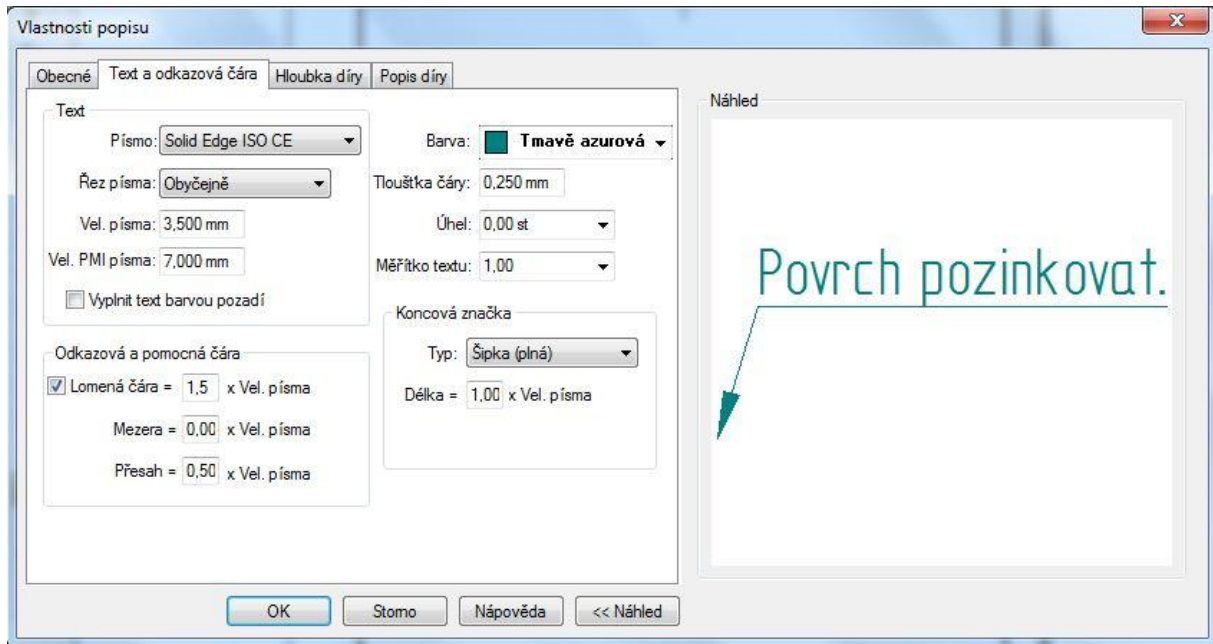 Vlastnosti popisu
Obecné Text a odkazová čára Hloubka díry Popis díry
Text
Písmo: Solid Edge ISO CE
Řez písma: Obyčejně
Vel. písma: 3,500 mm
Vel. PMI písma: 7,000 mm
Vyplnit text barvou pozadí
Barva: Tmavě azurová
Tloušťka čáry: 0,250 mm
Úhel: 0,00 st
Měřítko textu: 1,00
Odkazová a pomocná čára
Lomená čára = 1,5 x Vel. písma
Mezera = 0,00 x Vel. písma
Přesah = 0,50 x Vel. písma
Koncová značka
Typ: Šipka (plná)
Délka = 1,00 x Vel. písma
Náhled
Povrch pozinkovat.
OK Storno Nápověda << Náhled